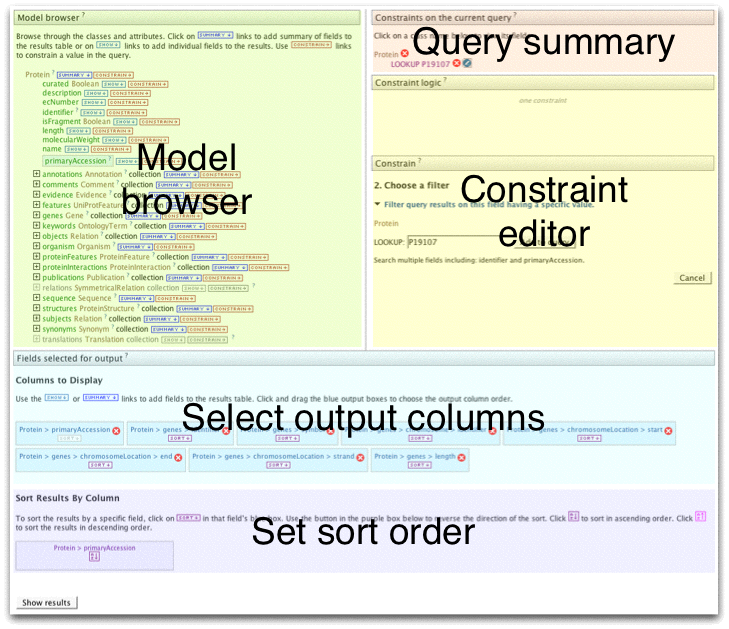 Model browser ?
Browse through the classes and attributes. Click on SUMMARY links to add summary of fields to
the results table or on SHOW links to add individual fields to the results. Use CONSTRAIN links
to constrain a value in the query.
Protein ? SUMMARY CONSTRAIN
curated Boolean SHOW CONSTRAIN
description SHOW CONSTRAIN
ecNumber SHOW CONSTRAIN
identifier ? SHOW CONSTRAIN
isFragment Boolean SHOW CONSTRAIN
length SHOW CONSTRAIN
molecularWeight SHOW CONSTRAIN
name SHOW CONSTRAIN
primaryAccession ? SHOW
annotations Annotation ? collection SUMMARY CONSTRAIN
comments Comment ? collection SUMMARY CONSTRAIN
evidence Evidence ? collection
features UniProtFeature collection
genes Gene ? collection SUMMARY CONSTRAIN
keywords OntologyTerm ? collection SUMMARY CONSTRAIN
objects Relation ? collection SUMMARY CONSTRAIN
organism Organism ? SUMMARY CONSTRAIN
proteinFeatures ProteinFeature ? collection SUMMARY CONSTRAIN
proteinInteractions ProteinInteraction ? collection SUMMARY CONSTRAIN
publications Publication ? collection SUMMARY CONSTRAIN
relations SymmetricalRelation collection SHOW CONSTRAIN ?
sequence Sequence ? SUMMARY CONSTRAIN
structures ProteinStructure ? collection SUMMARY CONSTRAIN
subjects Relation ? collection SUMMARY CONSTRAIN
synonyms Synonym ? collection SUMMARY CONSTRAIN
translations Translation collection SHOW CONSTRAIN ?
Model
browser
Constraints on the current query ?
Click on a class name
Protein
LOOKUP P19107
Query summary
Constraint logic ?
one constraint
Constrain ?
2. Choose a filter
Filter query results on this field having a specific value.
Protein
LOOKUP: P19107
Search multiple fields including: identifier and primaryAccession.
Cancel
Constraint
editor
Fields selected for output ?
Columns to Display
Use the SHOW or SUMMARY links to add fields to the results table. Click and drag the blue output boxes to choose the output column order.
Protein > primaryAccession
SORT
Protein > genes >
SORT
Protein > genes >
SORT
Protein > genes >
SORT
Protein > genes > chromosomeLocation > start
SORT
Protein > genes > chromosomeLocation > end
SORT
Protein > genes > chromosomeLocation > strand
SORT
Protein > genes > length
SORT
Select output columns
Sort Results By Column
To sort the results by a specific field, click on SORT in that field's blue box. Use the button in the purple box below to reverse the direction of the sort. Click to sort in ascending order. Click
to sort the results in descending order.
Protein > primaryAccession
Set sort order
Show results